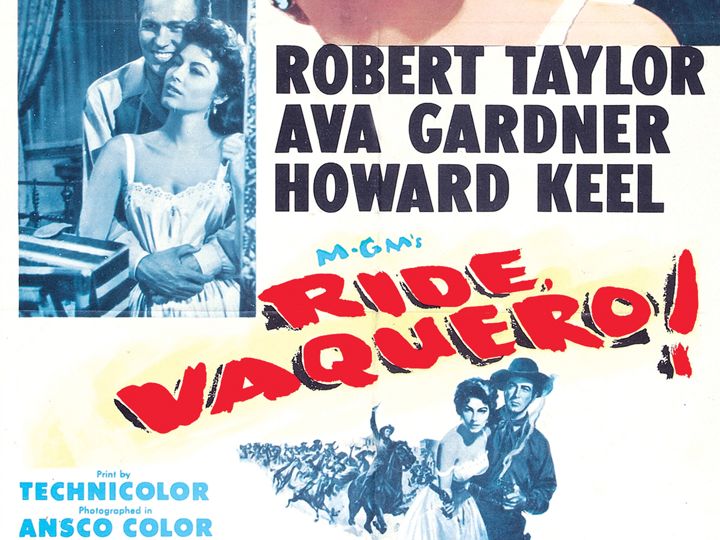 ROBERT TAYLOR
AVA GARDNER
HOWARD KEEL
M-G-M's
RIDE,
VAQUERO!
Print by
TECHNICOLOR
Photographed in
ANSCO COLOR